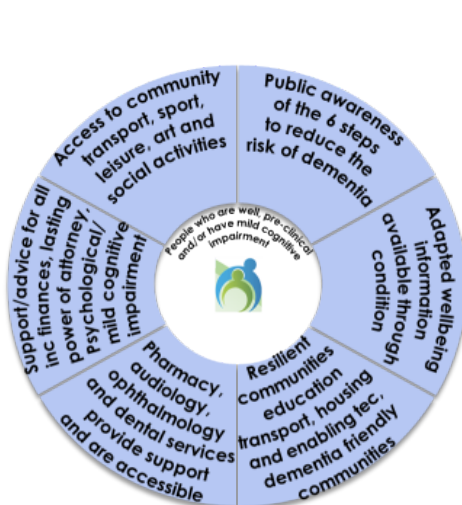 Public awareness
of the 6 steps
to reduce the
risk of dementia
Adapted wellbeing
information
available through
condition
Resilient
communities
education
transport, housing
and enabling tec,
dementia friendly
communities
Pharmacy,
audiology,
ophthalmology
and dental services
provide support
and are accessible
Support/advice for all
inc finances, lasting
power of attorney,
Psychological/
mild cognitive
impairment)
Access to community
transport, sport,
leisure, art and
social activities
People who are well, pre-clinical
and/or have mild cognitive
impairment